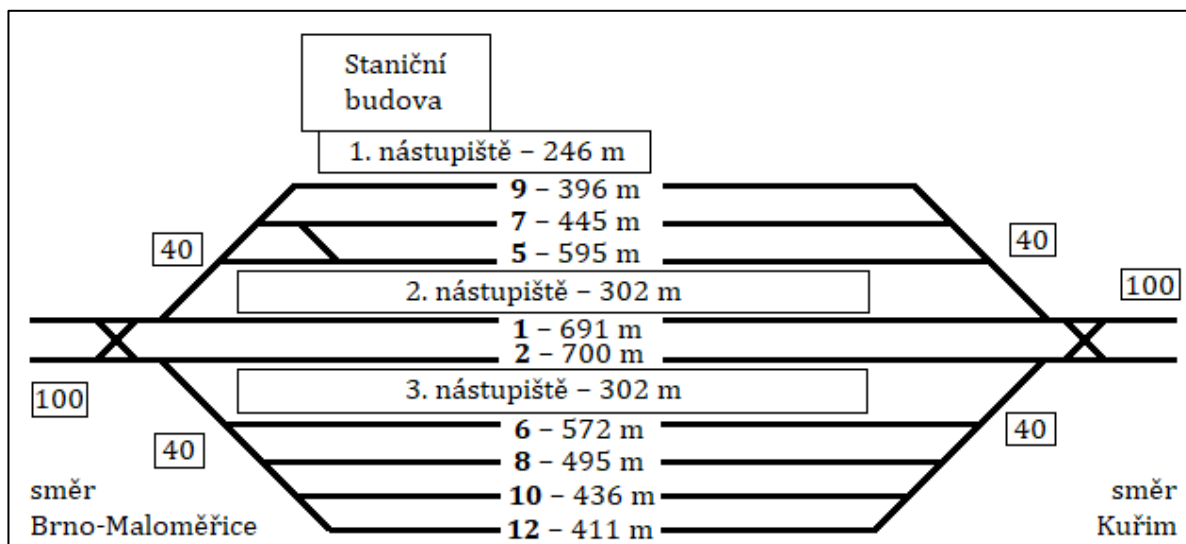 Staniční
budova
1. nástupiště – 246 m
9 – 396 m
7 – 445 m
40
40
5 – 595 m
2. nástupiště – 302 m
100
1 – 691 m
2 – 700 m
3. nástupiště – 302 m
100
6 – 572 m
40
40
8 – 495 m
směr
Brno-Maloměřice
10 – 436 m
12 – 411 m
směr
Kuřim